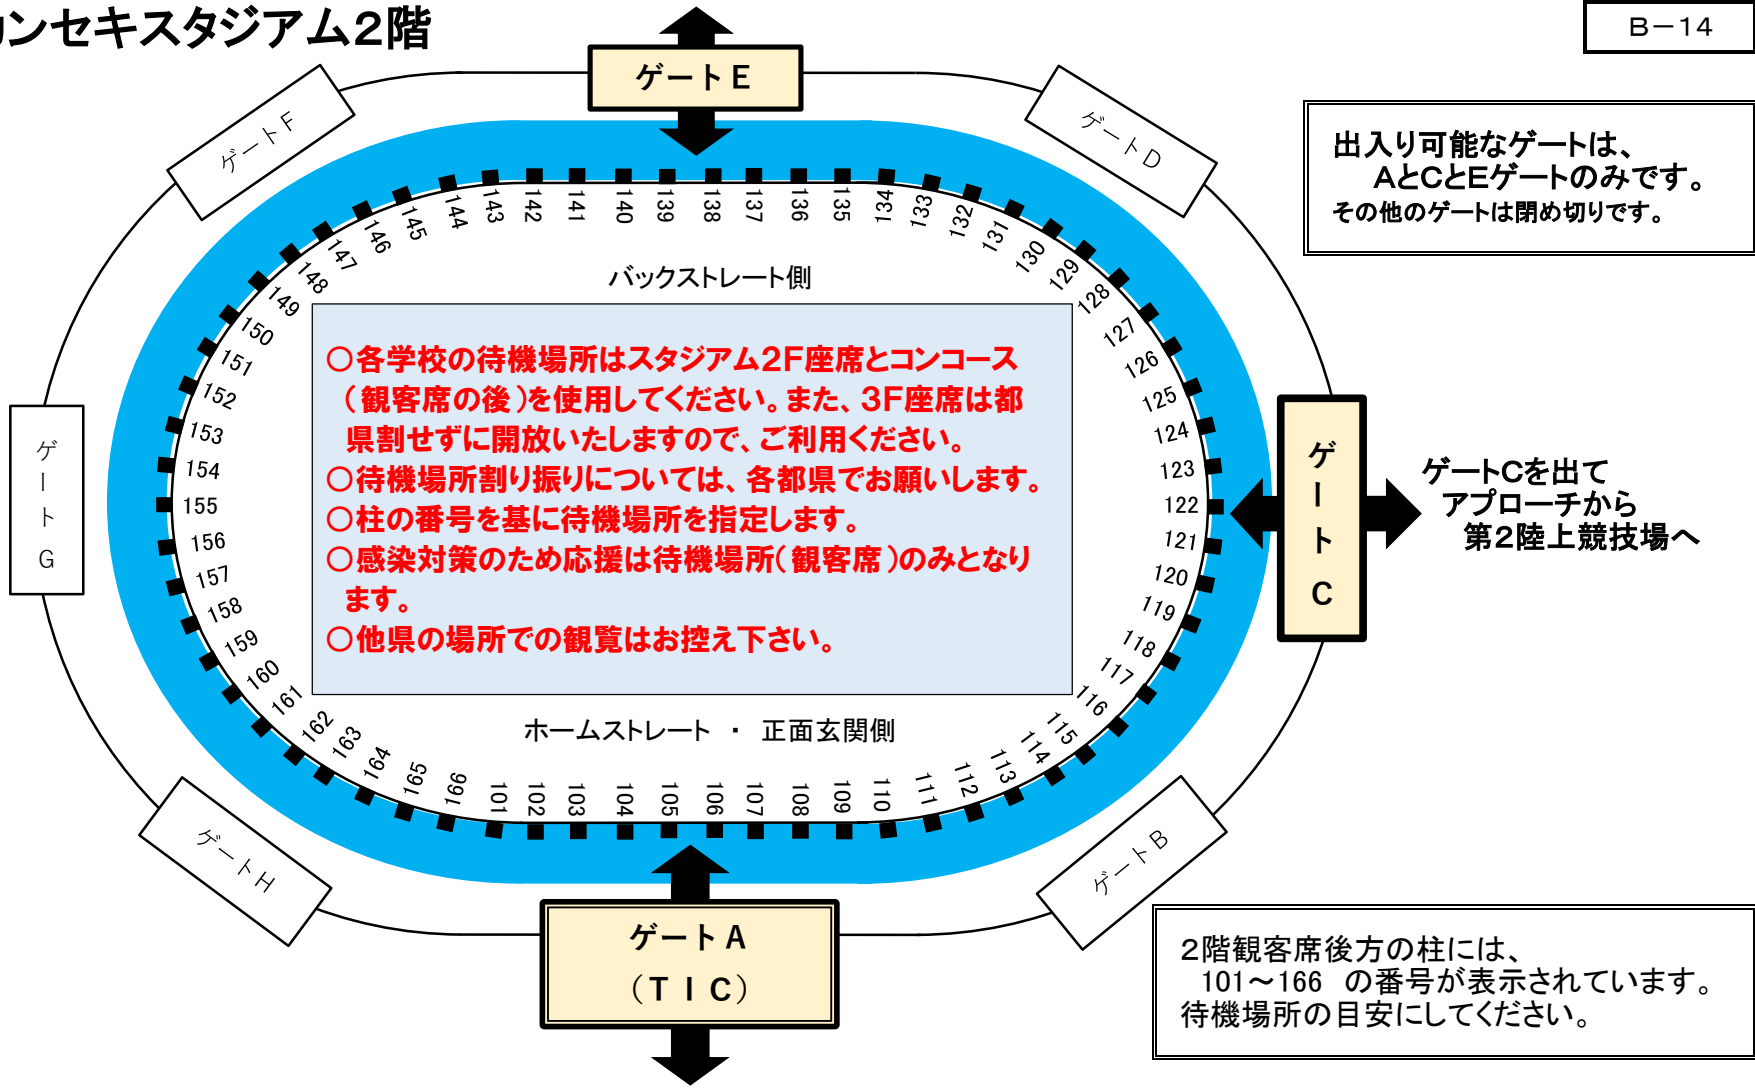 カンセキスタジアム2階
B－14
ゲートE
ゲートF
ゲートD
出入り可能なゲートは、
AとCとEゲートのみです。
その他のゲートは閉め切りです。
143 142 141 140 139 138 137 136 135 134 133 132 131 130 129 128 127 126 125 124 123 122 121 120 119 118 117 116 115 114 113 112 111 110 109 108 107 106 105 104 103 102 101 166 165 164 163 162 161 160 159 158 157 156 155 154 153 152 151 150 149 148 147 146 145 144
バックストレート側
○各学校の待機場所はスタジアム2F座席とコンコース
（観客席の後）を使用してください。また、3F座席は都
県割せずに開放いたしますので、ご利用ください。
○待機場所割り振りについては、各都県でお願いします。
○柱の番号を基に待機場所を指定します。
○感染対策のため応援は待機場所（観客席）のみとなり
ます。
○他県の場所での観覧はお控え下さい。
ホームストレート ・ 正面玄関側
ゲートG
ゲートC
ゲートCを出て
アプローチから
第2陸上競技場へ
ゲートH
ゲートB
ゲートA
（TIC）
2階観客席後方の柱には、
101～166 の番号が表示されています。
待機場所の目安にしてください。